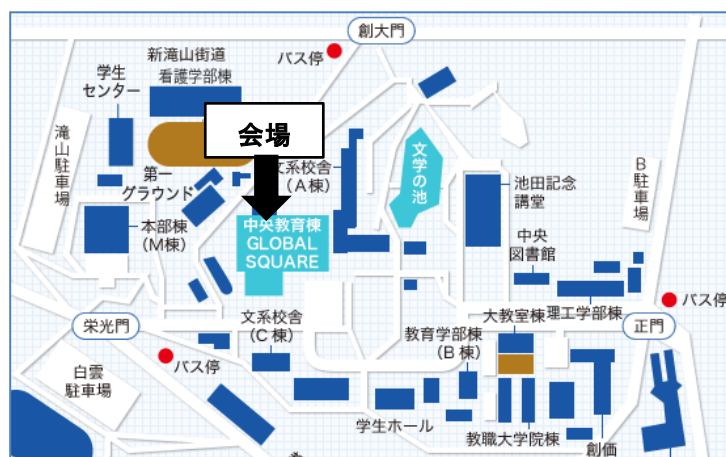 創大門
新滝山街道
バス停
看護学部棟
学生
センター
会場
滝山駐車場
文系校舎
（A棟）
文学の池
第一
グラウンド
池田記念
講堂
B駐車場
本部棟
（M棟）
中央教育棟
GLOBAL
SQUARE
中央
図書館
バス停
大教室棟
理工学部棟
栄光門
文系校舎
（C棟）
教育学部棟
（B棟）
正門
バス停
白雲
駐車場
学生ホール
教職大学院棟
創価